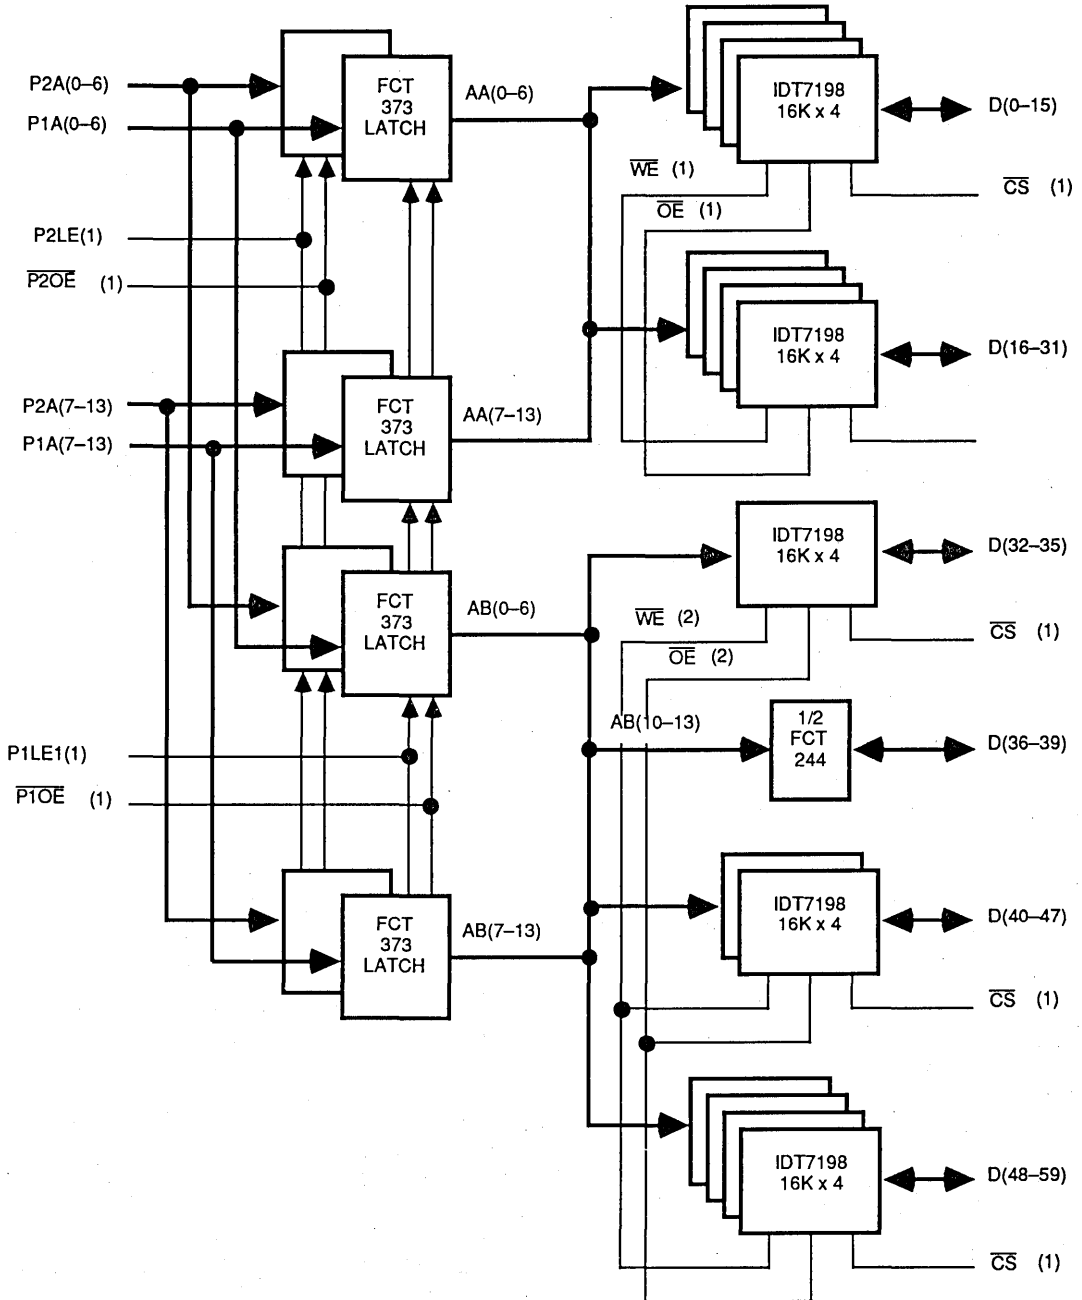 P2A(0–6)
P1A(0–6)
P2LE(1)
P2OE (1)
P2A(7–13)
P1A(7–13)
P1LE1(1)
P1OE (1)
FCT
373
LATCH
FCT
373
LATCH
FCT
373
LATCH
FCT
373
LATCH
AA(0–6)
AA(7–13)
AB(0–6)
AB(7–13)
IDT7198
16K x 4
D(0–15)
WE (1)
OE (1)
CS (1)
IDT7198
16K x 4
D(16–31)
IDT7198
16K x 4
D(32–35)
WE (2)
OE (2)
CS (1)
AB(10–13)
1/2
FCT
244
D(36–39)
IDT7198
16K x 4
D(40–47)
CS (1)
IDT7198
16K x 4
D(48–59)
CS (1)